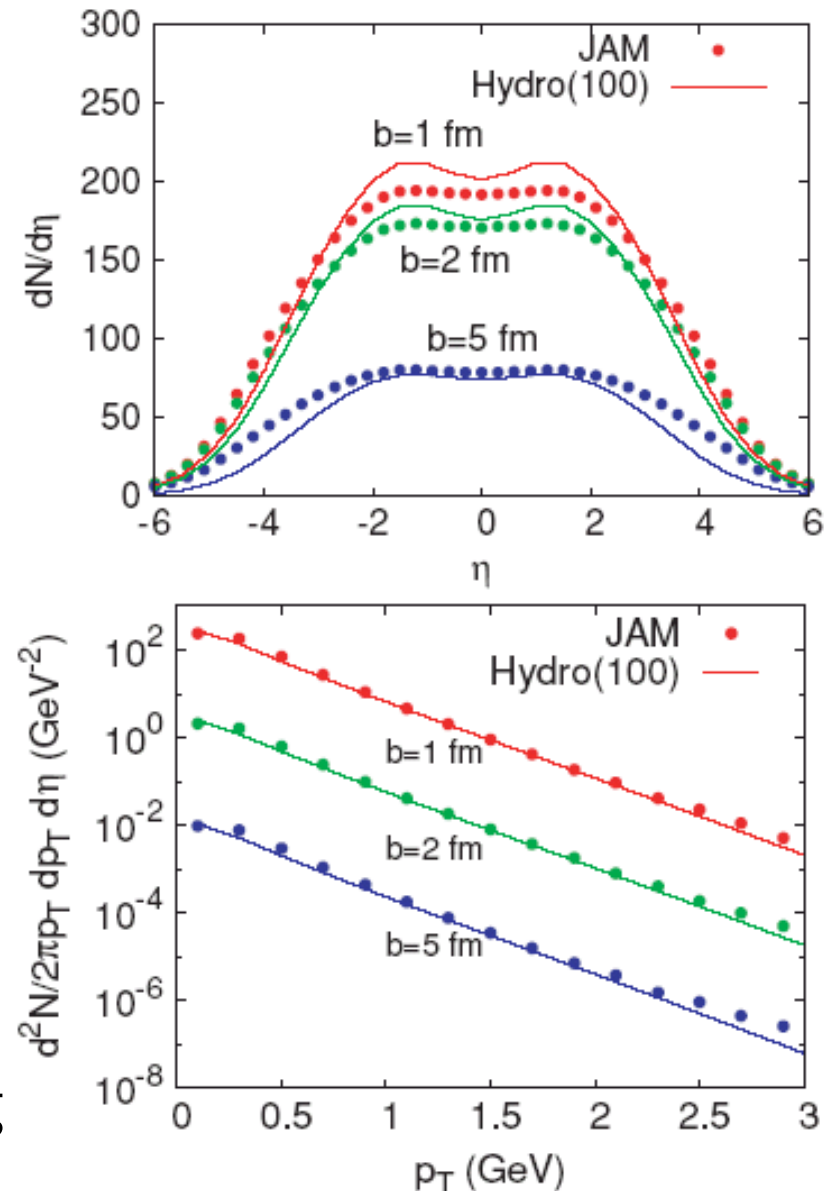 300
250
200
150
100
50
0
dN/dη
JAM
Hydro(100)
b=1 fm
b=2 fm
b=5 fm
-6 -4 -2 0 2 4 6
η
10^2
10^0
10^-2
10^-4
10^-6
10^-8
d^2N/2πp_T dp_T dη (GeV^-2)
JAM
Hydro(100)
b=1 fm
b=2 fm
b=5 fm
0 0.5 1 1.5 2 2.5 3
p_T (GeV)